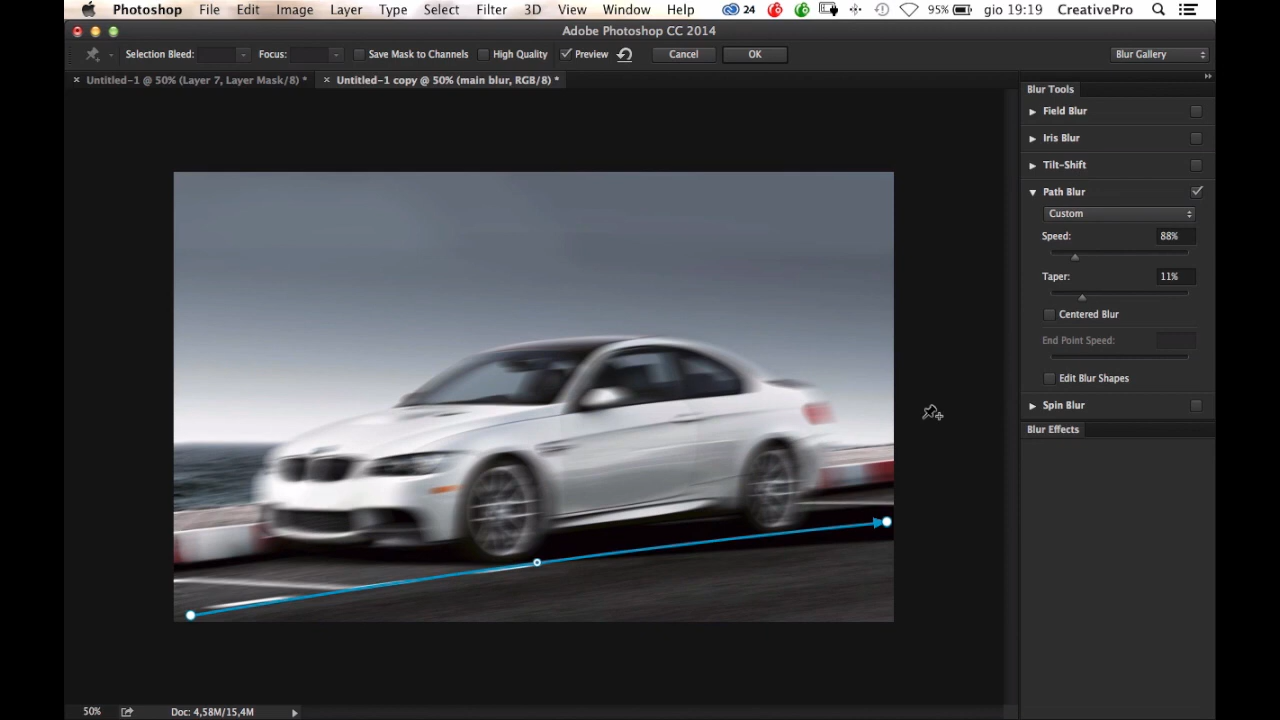 Photoshop File Edit Image Layer Type Select Filter 3D View Window Help 24 95% gio 19:19 CreativePro
Adobe Photoshop CC 2014
Selection Bleed: Focus: Save Mask to Channels High Quality Preview Cancel OK Blur Gallery
× Untitled-1 @ 50% (Layer 7, Layer Mask/8) * × Untitled-1 copy @ 50% (main blur, RGB/8) *
Blur Tools
Field Blur
Iris Blur
Tilt-Shift
Path Blur
Custom
Speed: 88%
Taper: 11%
Centered Blur
End Point Speed:
Edit Blur Shapes
Spin Blur
Blur Effects
50% Doc: 4,58M/15,4M